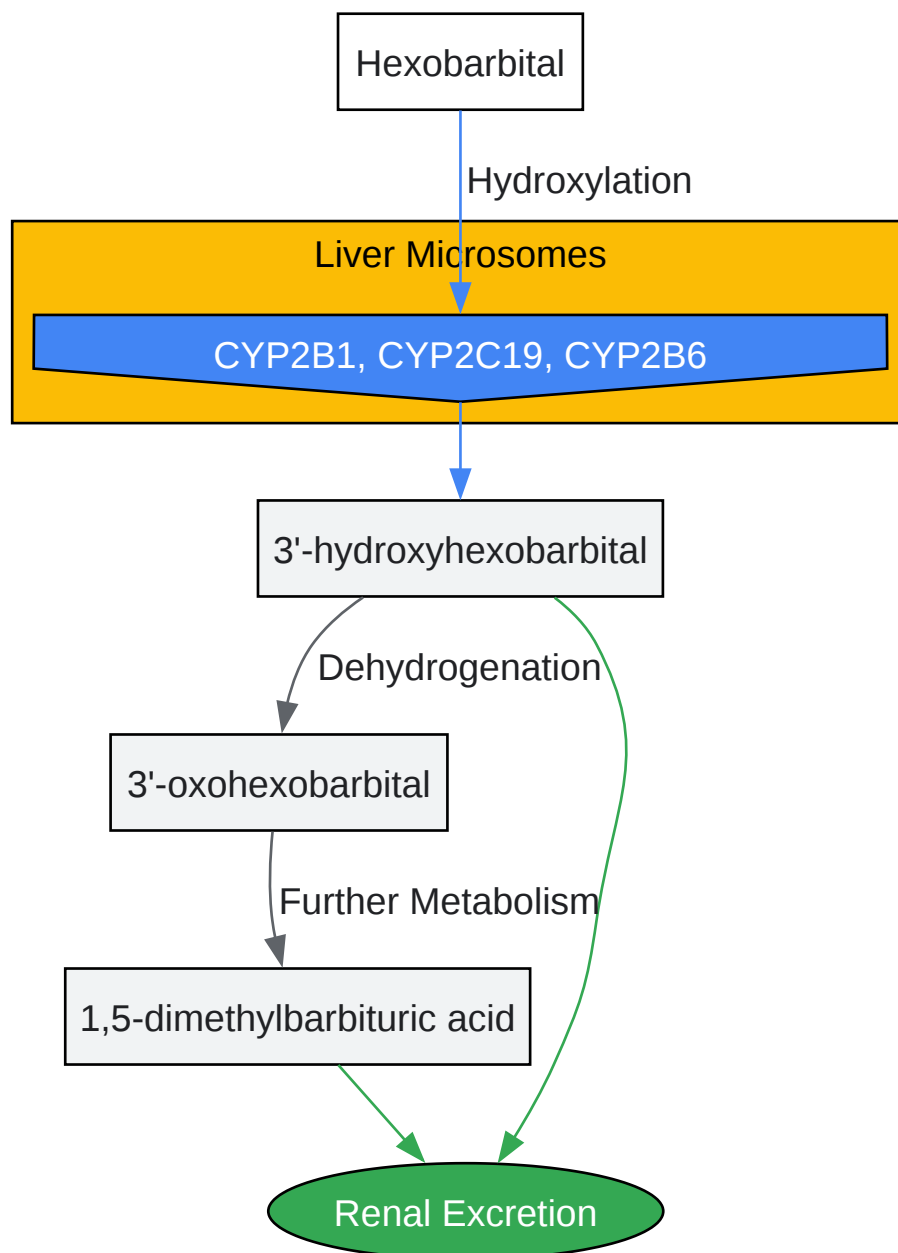 Hexobarbital
Hydroxylation
Liver Microsomes
CYP2B1, CYP2C19, CYP2B6
3'-hydroxyhexobarbital
Dehydrogenation
3'-oxohexobarbital
Further Metabolism
1,5-dimethylbarbituric acid
Renal Excretion